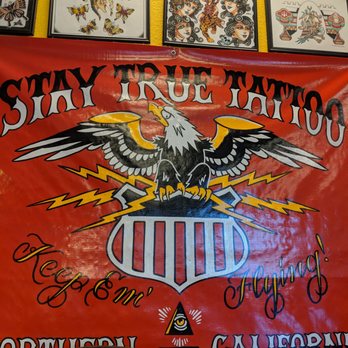 STAY TRUE TATTOO
Keep Em' Flying!
ORTHERN CALIFORNI